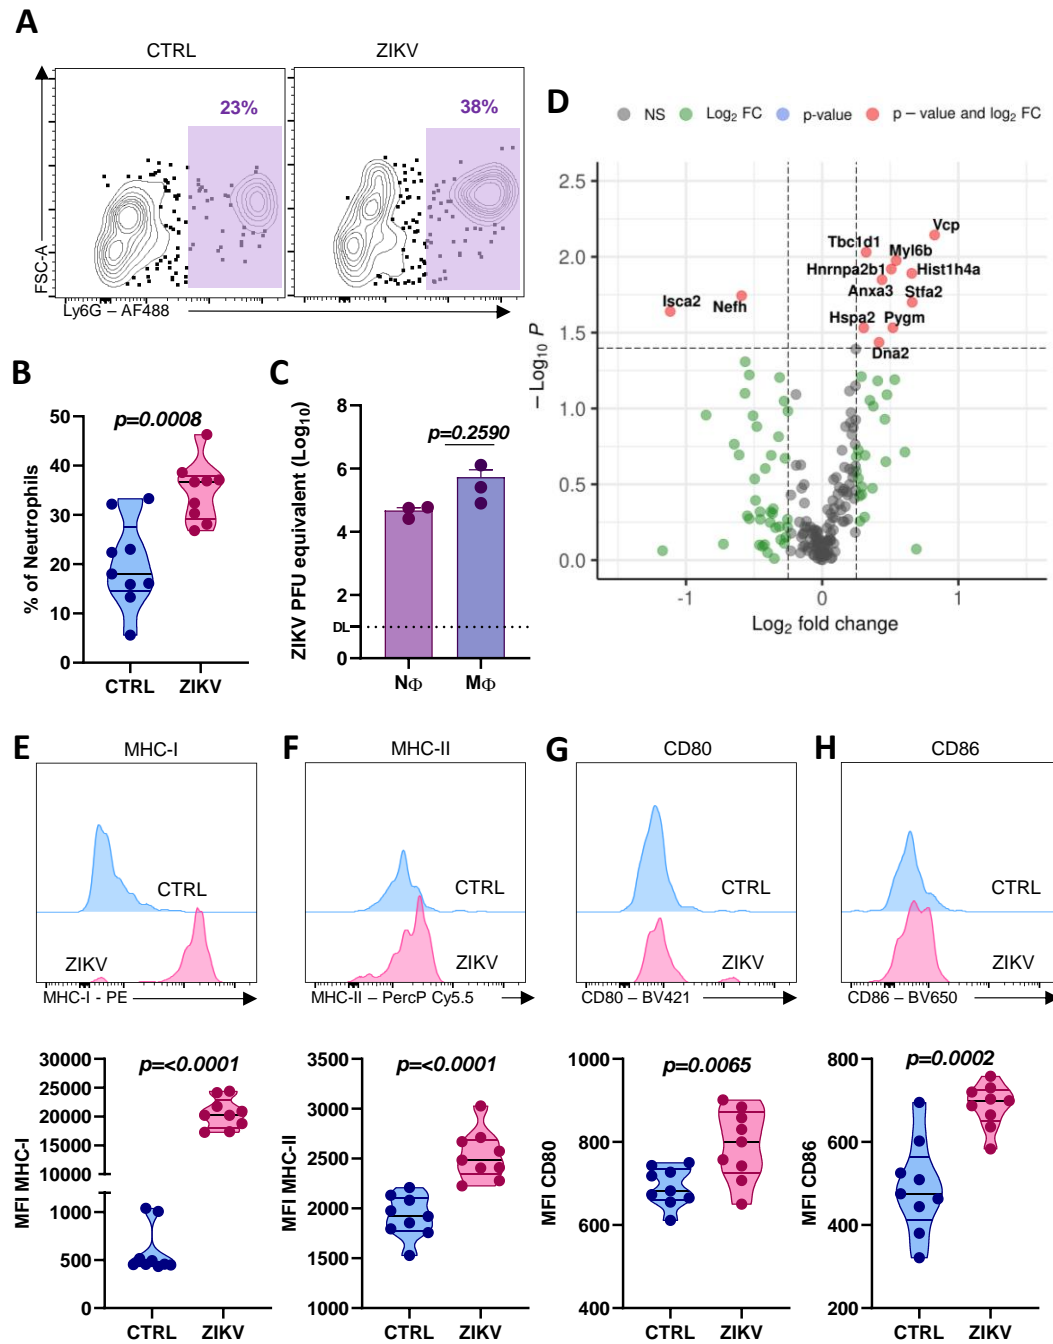 A
CTRL
ZIKV
23%
38%
FSC-A
Ly6G – AF488
B
p=0.0008
% of Neutrophils
50
40
30
20
10
0
CTRL
ZIKV
C
p=0.2590
ZIKV PFU equivalent (Log10)
8
6
4
2
DL
0
NΦ
MΦ
D
NS
Log2 FC
p-value
p – value and log2 FC
2.5
2.0
1.5
1.0
0.5
0.0
– Log10 P
Vcp
Tbc1d1
Myl6b
Hnrnpa2b1
Hist1h4a
Anxa3
Stfa2
Isca2
Nefh
Hspa2
Pygm
Dna2
-1
0
1
Log2 fold change
E
MHC-I
CTRL
ZIKV
MHC-I - PE
F
MHC-II
CTRL
ZIKV
MHC-II – PercP Cy5.5
G
CD80
CTRL
ZIKV
CD80 – BV421
H
CD86
CTRL
ZIKV
CD86 – BV650
p=<0.0001
MFI MHC-I
30000
25000
20000
15000
10000
1000
500
0
CTRL
ZIKV
p=<0.0001
MFI MHC-II
3500
3000
2500
2000
1500
1000
CTRL
ZIKV
p=0.0065
MFI CD80
1000
800
600
400
CTRL
ZIKV
p=0.0002
MFI CD86
800
600
400
200
CTRL
ZIKV